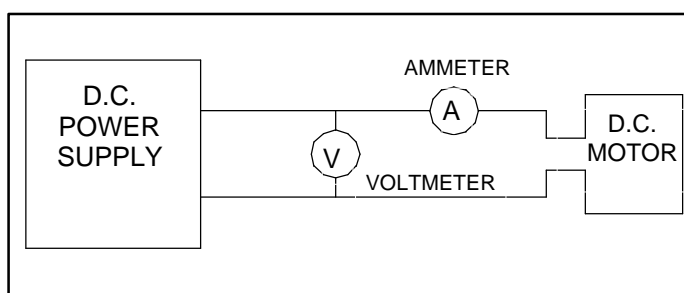 D.C.
POWER
SUPPLY
AMMETER
A
V
VOLTMETER
D.C.
MOTOR